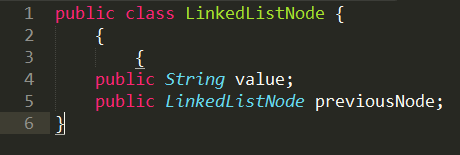 1 public class LinkedListNode {
2 {
3 {
4 public String value;
5 public LinkedListNode previousNode;
6 }